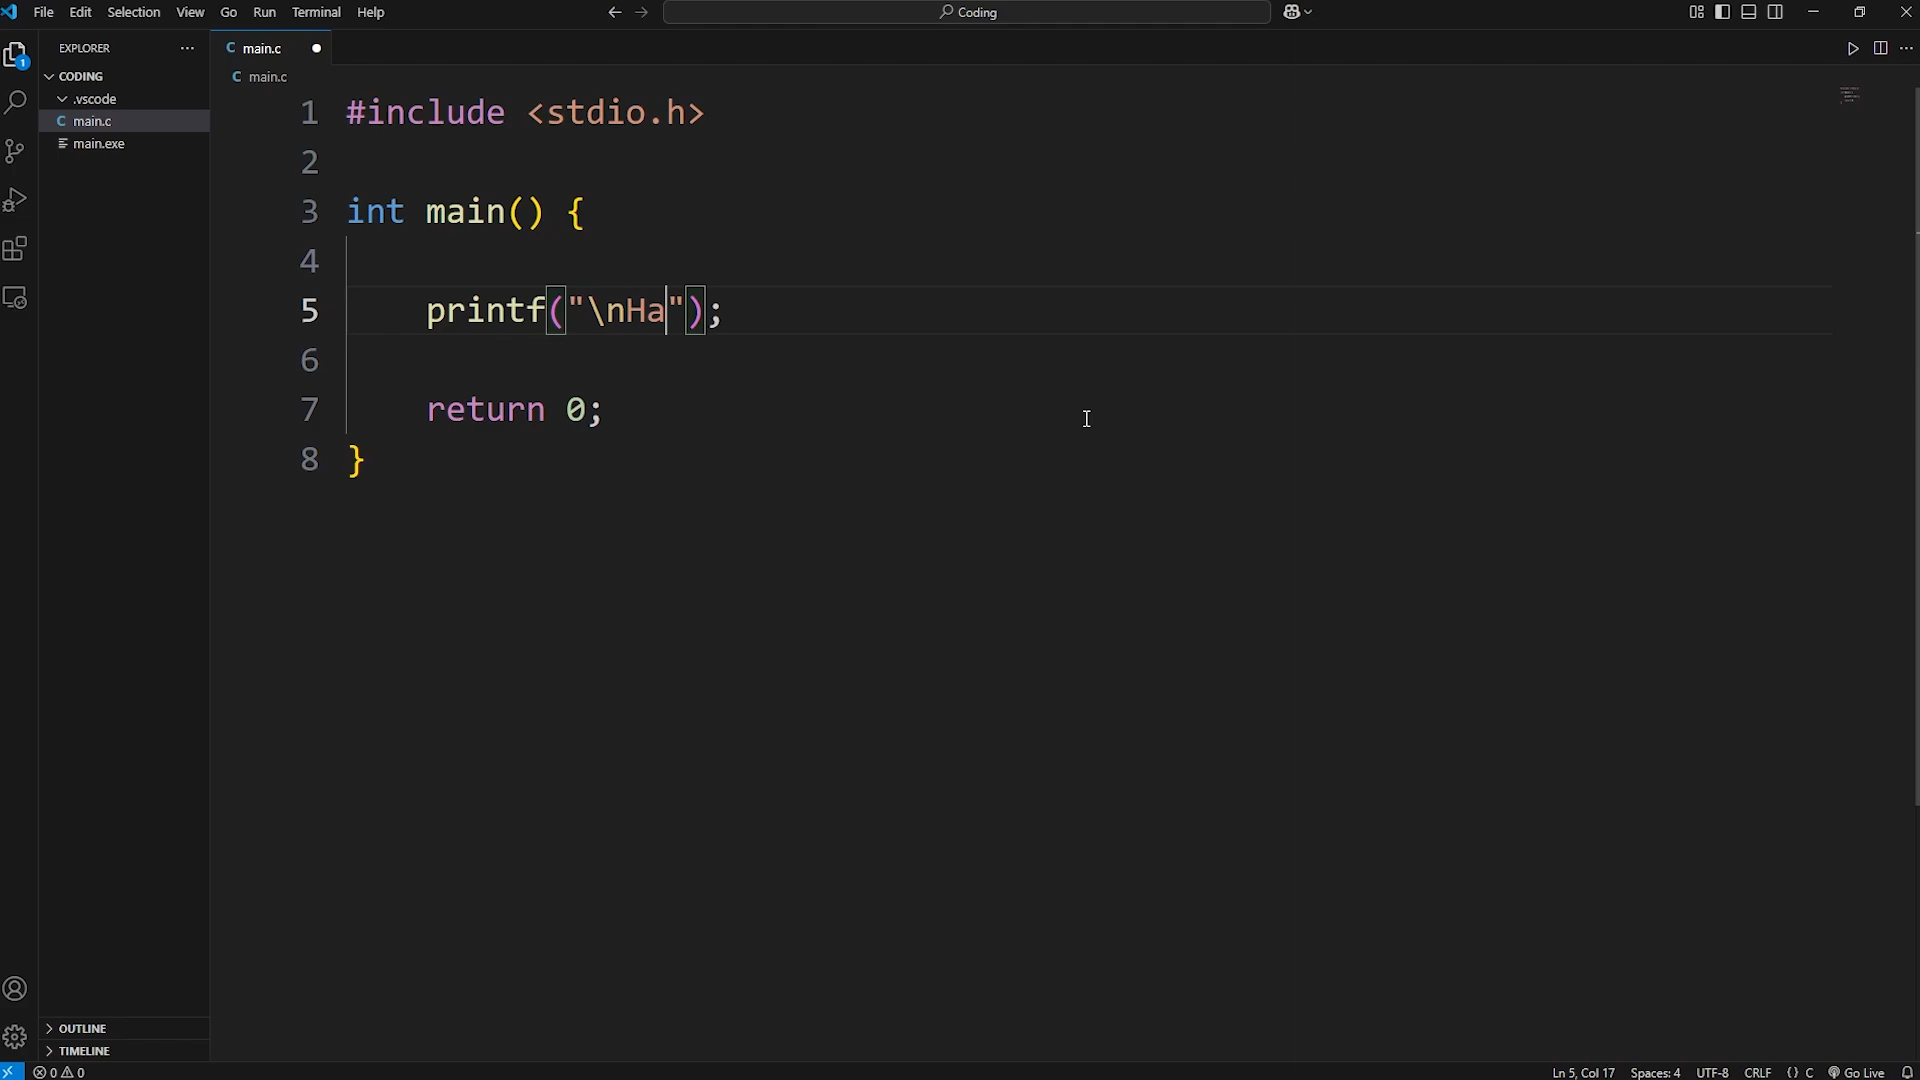 File Edit Selection View Go Run Terminal Help
Coding
EXPLORER
main.c
CODING
main.c
.vscode
main.c
main.exe
1
1 #include <stdio.h>
2
3 int main() {
4
5 printf("\nHa");
6
7 return 0;
8 }
OUTLINE
TIMELINE
0 0
Ln 5, Col 17 Spaces: 4 UTF-8 CRLF {} C Go Live